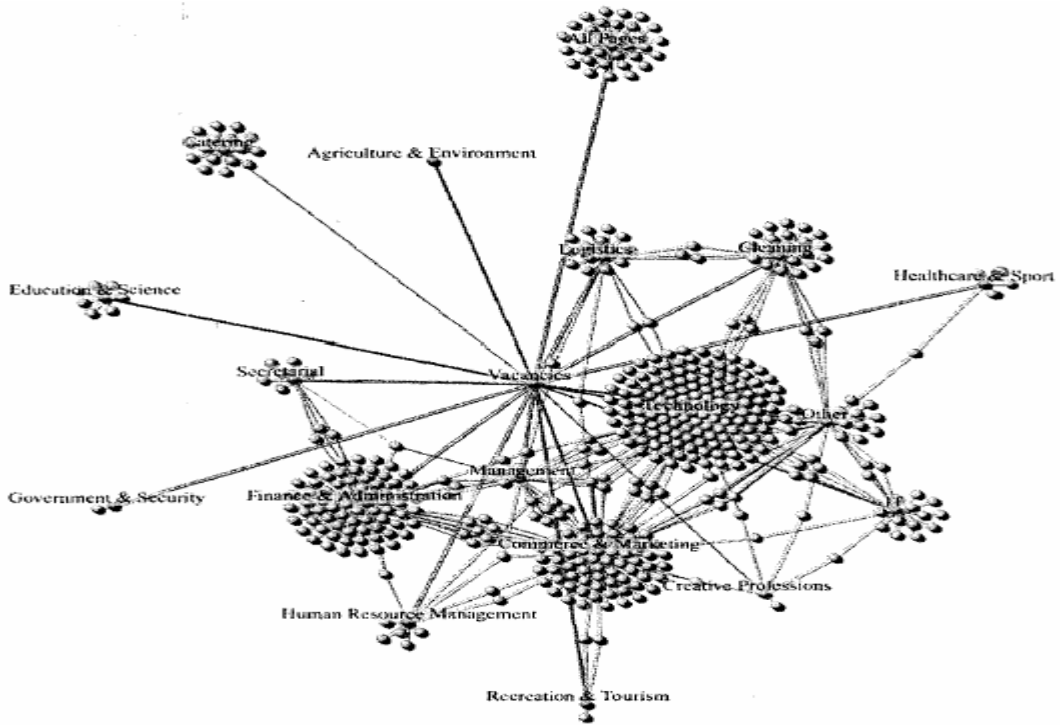 All Pages
Catering
Agriculture & Environment
Logistics
Cleaning
Healthcare & Sport
Education & Science
Secretarial
Vacancies
Technology
Other
Management
Government & Security
Finance & Administration
IT
Commerce & Marketing
Creative Professions
Human Resource Management
Recreation & Tourism